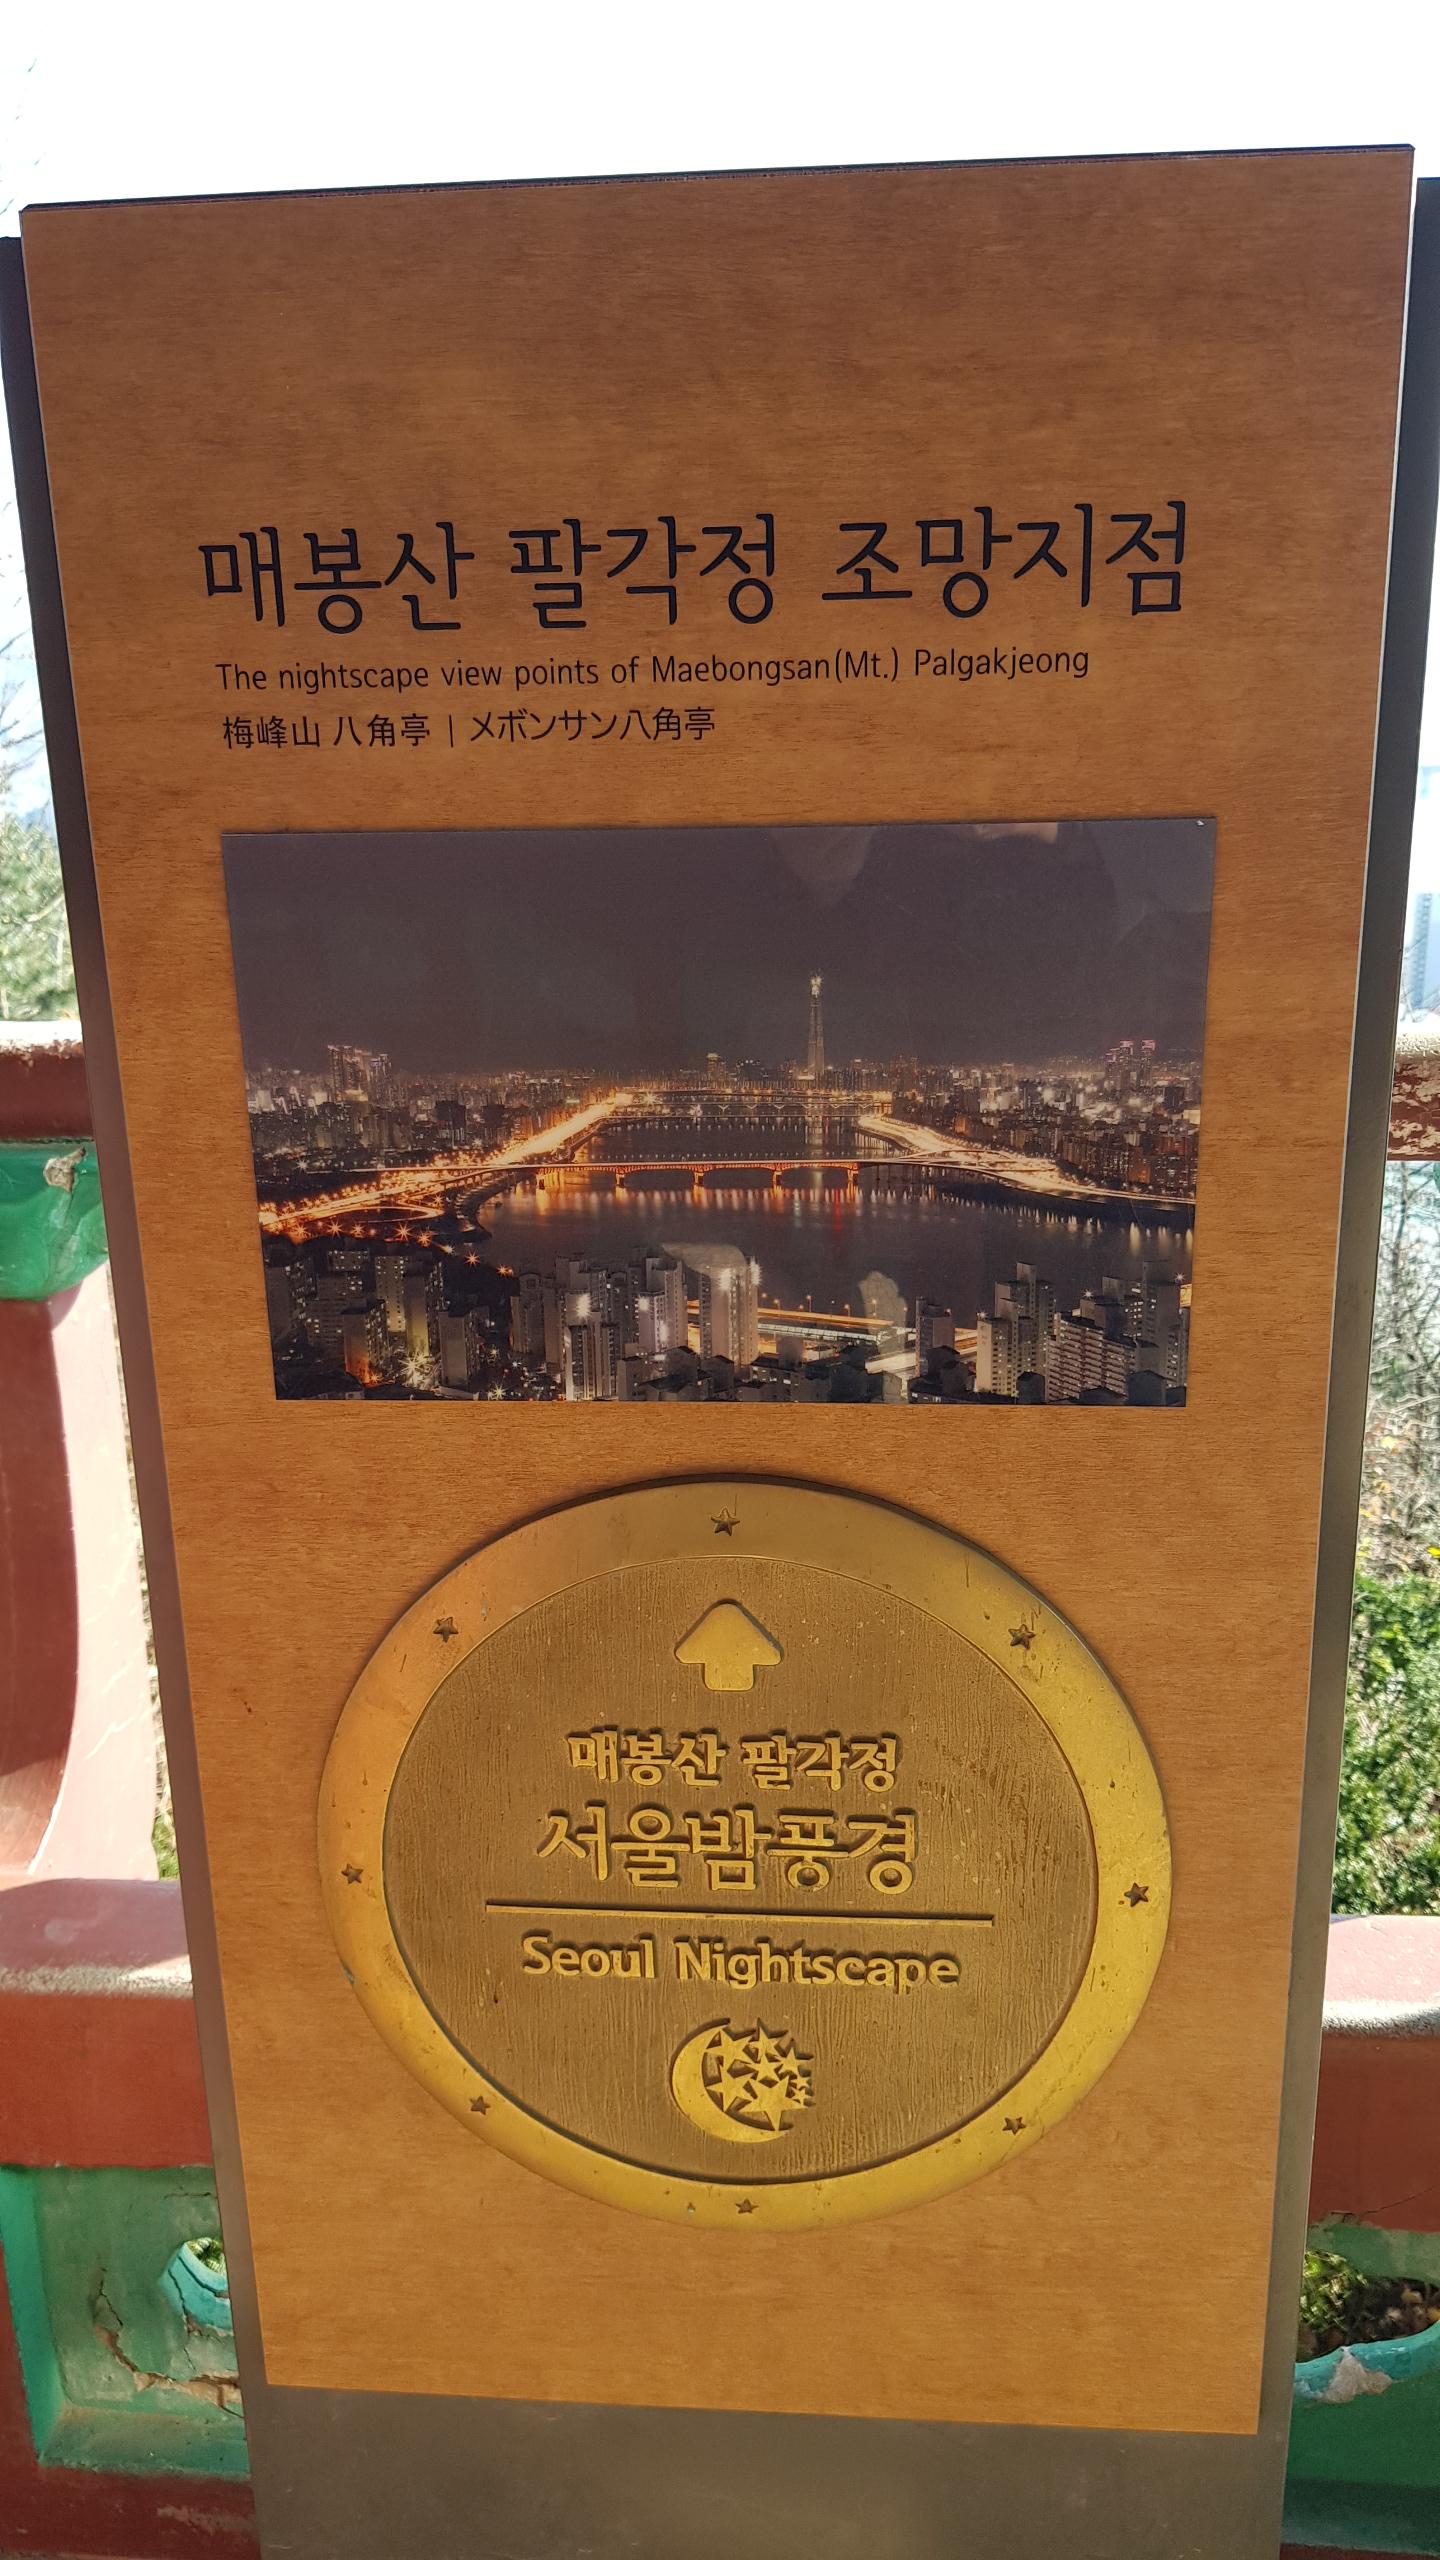 매봉산 팔각정 조망지점
The nightscape view points of Maebongsan(Mt.) Palgakjeong
梅峰山 八角亭 | メボンサン八角亭
매봉산 팔각정
서울밤풍경
Seoul Nightscape